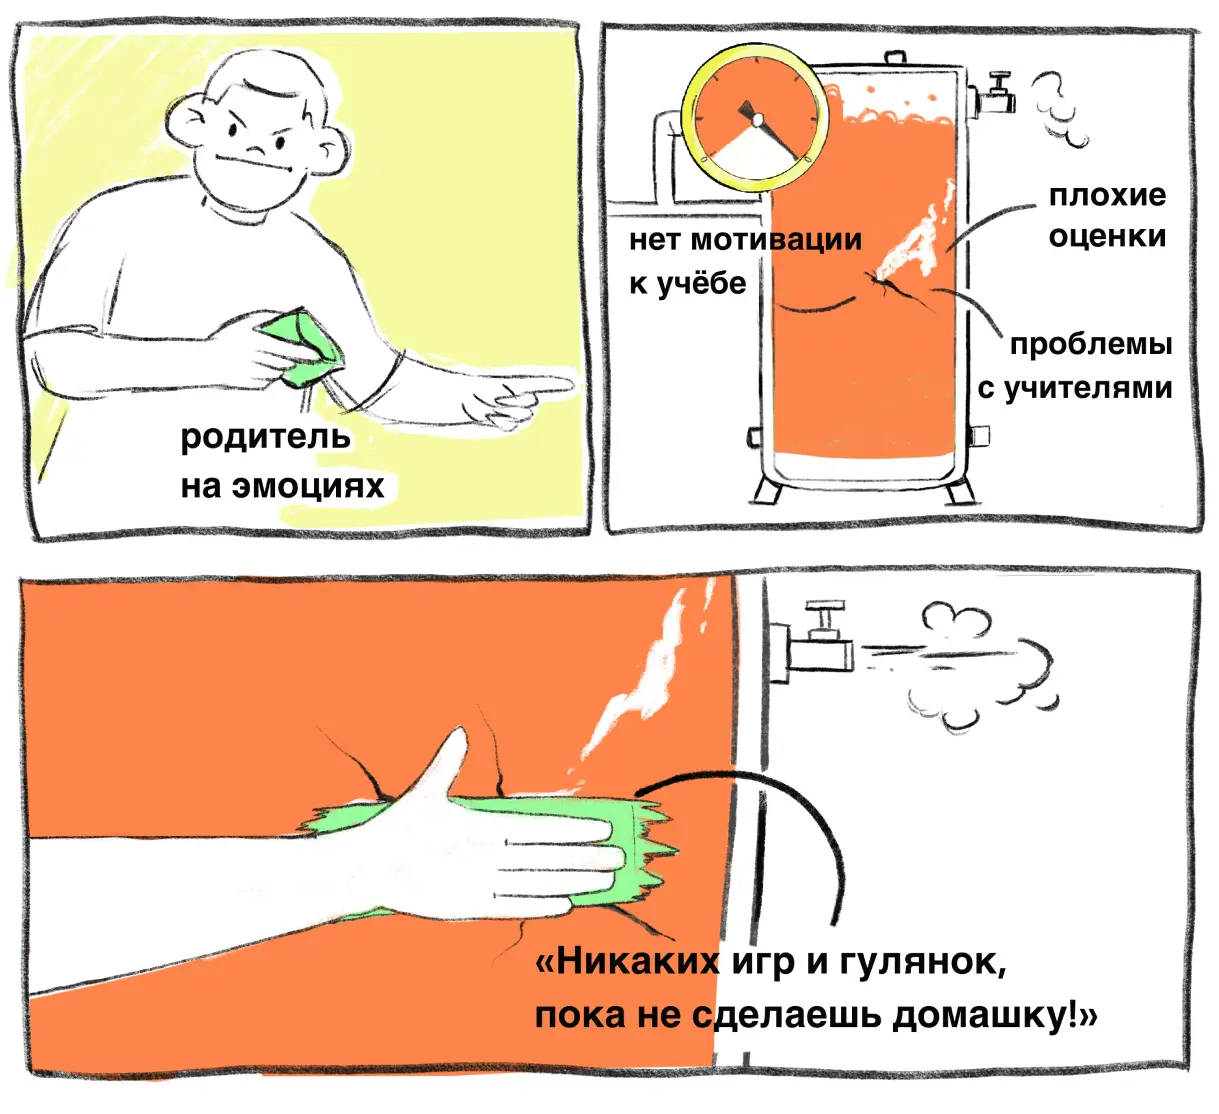 родитель
на эмоциях
нет мотивации
к учёбе
плохие
оценки
проблемы
с учителями
«Никаких игр и гулянок,
пока не сделаешь домашку!»